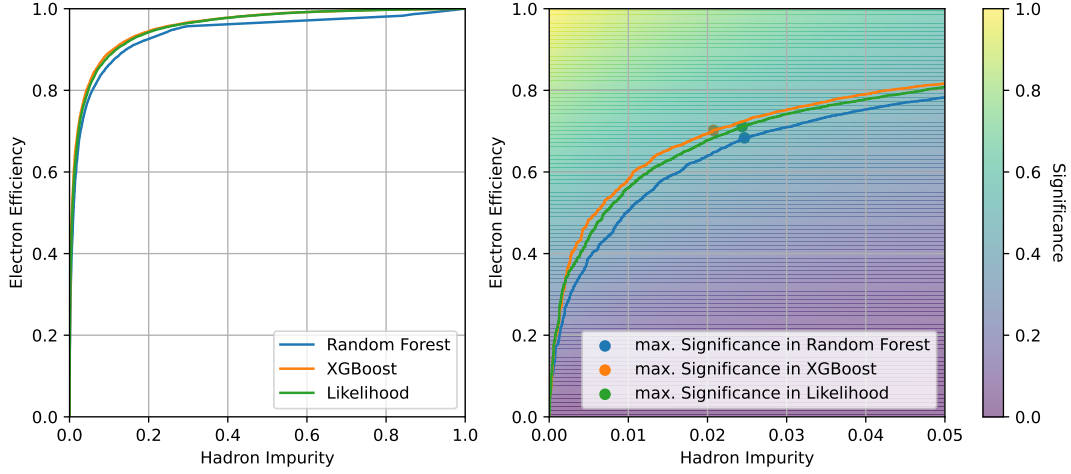 1.0
0.8
0.6
0.4
0.2
0.0
Electron Efficiency
0.0 0.2 0.4 0.6 0.8 1.0
Hadron Impurity
Random Forest
XGBoost
Likelihood
1.0
0.8
0.6
0.4
0.2
0.0
Electron Efficiency
0.00 0.01 0.02 0.03 0.04 0.05
Hadron Impurity
max. Significance in Random Forest
max. Significance in XGBoost
max. Significance in Likelihood
1.0
0.8
0.6
0.4
0.2
0.0
Significance